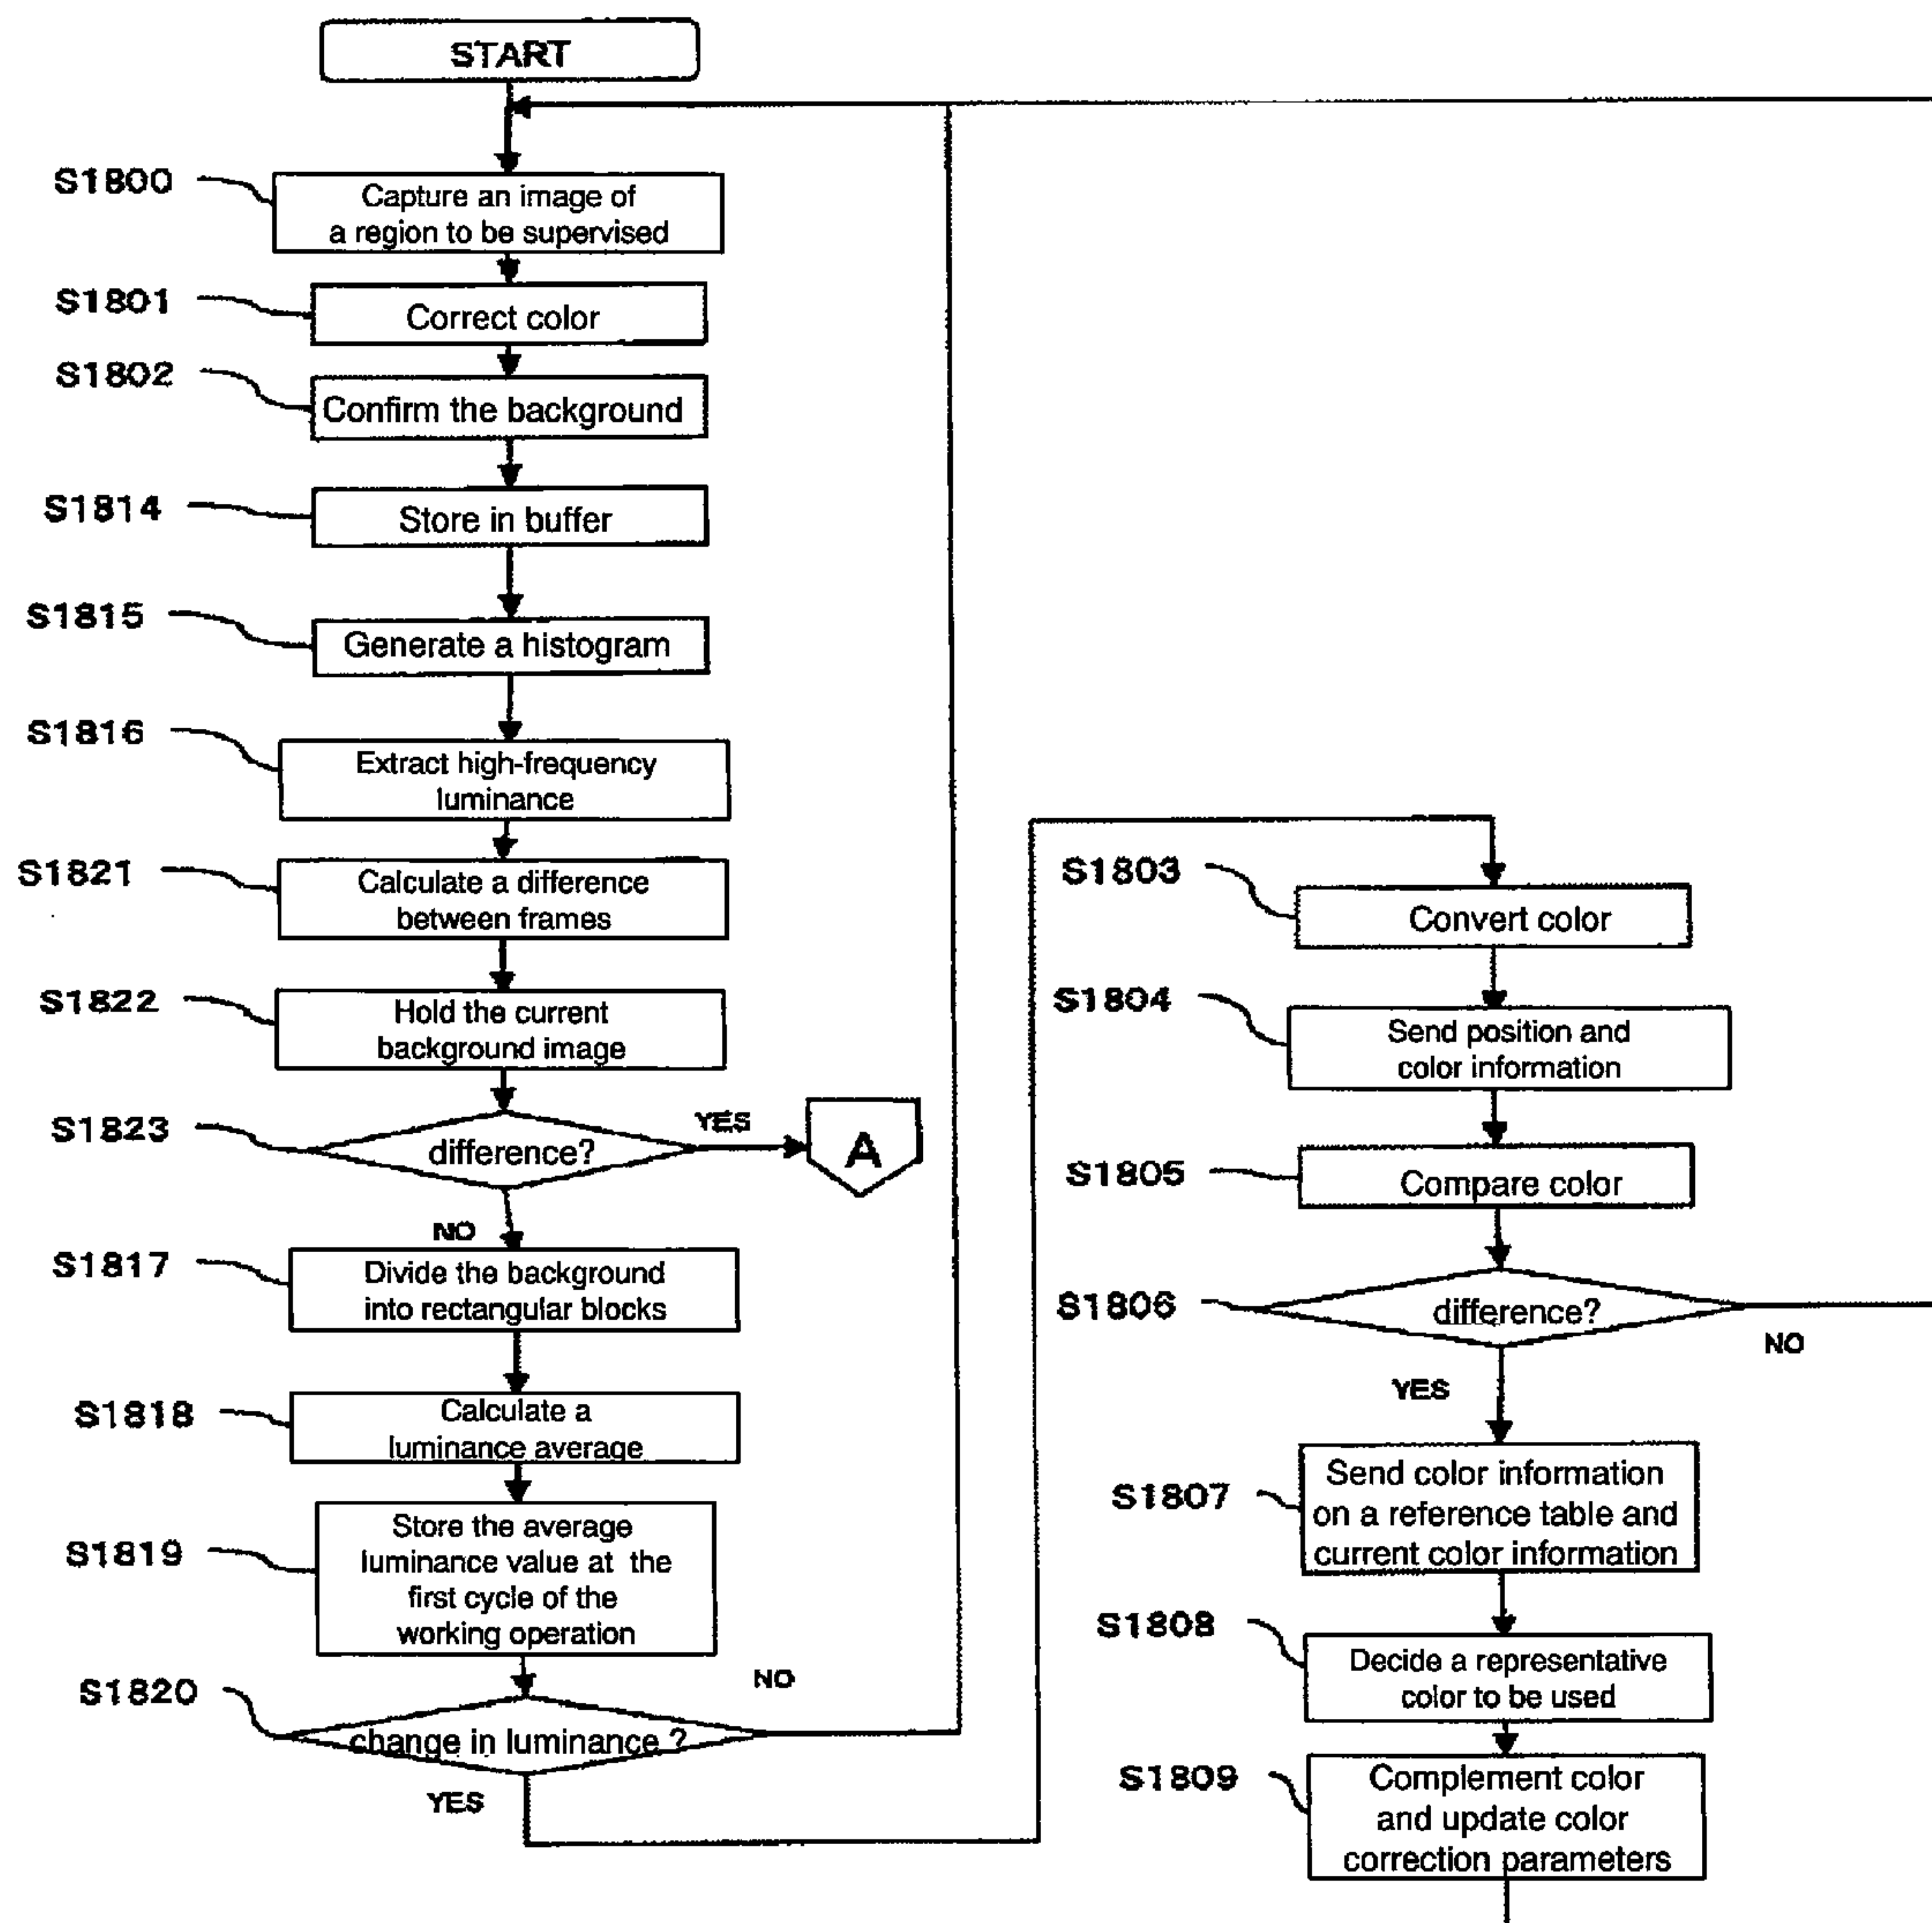 START
S1800
Capture an image of
a region to be supervised
S1801
Correct color
S1802
Confirm the background
S1814
Store in buffer
S1815
Generate a histogram
S1816
Extract high-frequency
luminance
S1821
Calculate a difference
between frames
S1822
Hold the current
background image
S1823
difference?
YES
A
NO
S1817
Divide the background
into rectangular blocks
S1818
Calculate a
luminance average
S1819
Store the average
luminance value at the
first cycle of the
working operation
S1820
change in luminance ?
NO
YES
S1803
Convert color
S1804
Send position and
color information
S1805
Compare color
S1806
difference?
NO
YES
S1807
Send color information
on a reference table and
current color information
S1808
Decide a representative
color to be used
S1809
Complement color
and update color
correction parameters